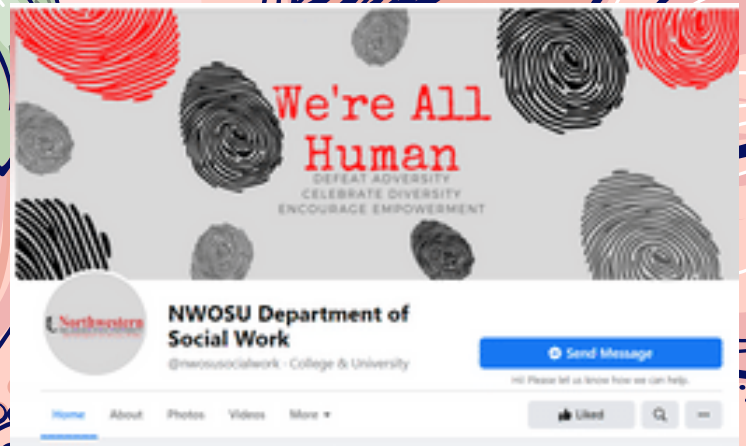 We're All
Human
DEFEAT ADVERSITY
CELEBRATE DIVERSITY
ENCOURAGE EMPOWERMENT
Northwestern
NWOSU Department of
Social Work
@nwosusocialwork · College & University
Send Message
Hi! Please let us know how we can help.
Home About Photos Videos More
Liked